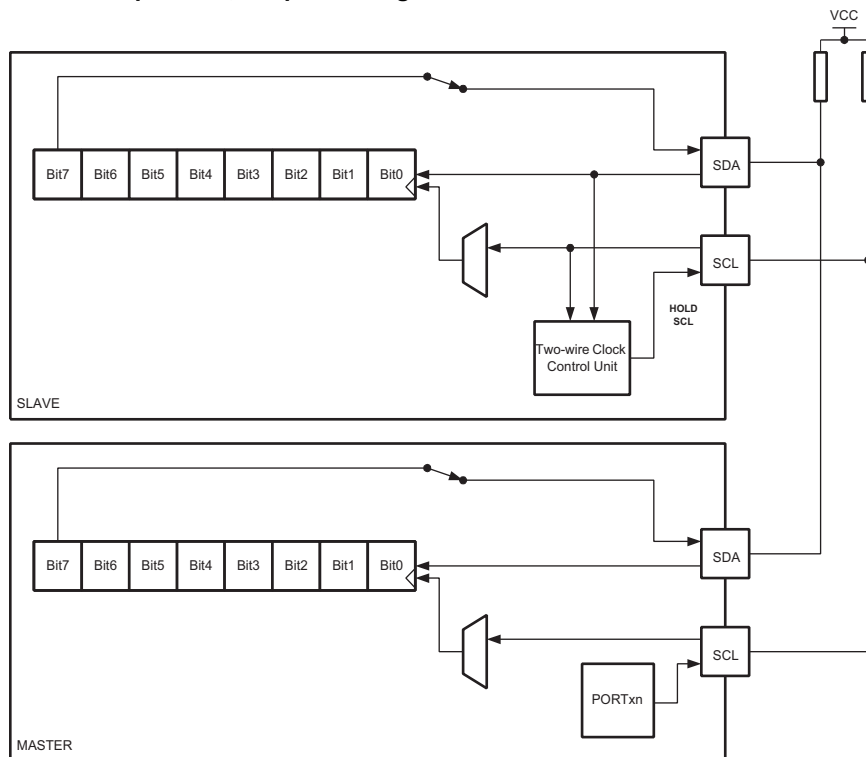 VCC
Bit7 Bit6 Bit5 Bit4 Bit3 Bit2 Bit1 Bit0
SDA
SCL
HOLD
SCL
Two-wire Clock
Control Unit
SLAVE
Bit7 Bit6 Bit5 Bit4 Bit3 Bit2 Bit1 Bit0
SDA
SCL
PORTxn
MASTER